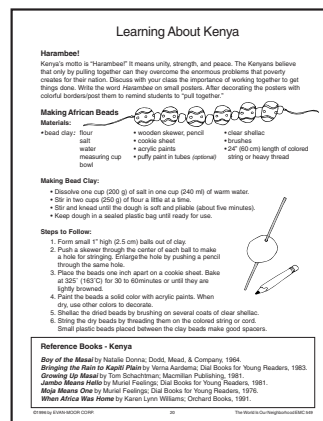 Learning About Kenya
Harambee!
Kenya's motto is "Harambee!" It means unity, strength, and peace. The Kenyans believe
that only by pulling together can they overcome the enormous problems that poverty
creates for their nation. Discuss with your class the importance of working together to get
things done. Write the word Harambee on small posters. After decorating the posters with
colorful borders/post them to remind students to "pull together."
Making African Beads
Materials:
•bead clay: flour
salt
water
measuring cup
bowl
• wooden skewer, pencil
• cookie sheet
• acrylic paints
• puffy paint in tubes (optional)
• clear shellac
• brushes
• 24" (60 cm) length of colored
string or heavy thread
Making Bead Clay:
• Dissolve one cup (200 g) of salt in one cup (240 ml) of warm water.
• Stir in two cups (250 g) of flour a little at a time.
• Stir and knead until the dough is soft and pliable (about five minutes).
• Keep dough in a sealed plastic bag until ready for use.
Steps to Follow:
1. Form small 1" high (2.5 cm) balls out of clay.
2. Push a skewer through the center of each ball to make
a hole for stringing. Enlarge the hole by pushing a pencil
through the same hole.
3. Place the beads one inch apart on a cookie sheet. Bake
at 325° (163°C) for 30 to 60minutes or until they are
lightly browned.
4. Paint the beads a solid color with acrylic paints. When
dry, use other colors to decorate.
5. Shellac the dried beads by brushing on several coats of clear shellac.
6. String the dry beads by threading them on the colored string or cord.
Small plastic beads placed between the clay beads make good spacers.
Reference Books - Kenya
Boy of the Masai by Natalie Donna; Dodd, Mead, & Company, 1964.
Bringing the Rain to Kapiti Plain by Verna Aardema; Dial Books for Young Readers, 1983.
Growing Up Masai by Tom Schachtman; Macmillan Publishing, 1981.
Jambo Means Hello by Muriel Feelings; Dial Books for Young Readers, 1981.
Moja Means One by Muriel Feelings; Dial Books for Young Readers, 1976.
When Africa Was Home by Karen Lynn Williams; Orchard Books, 1991.
©1996 by EVAN-MOOR CORP.
20
The World Is Our Neighborhood EMC 569